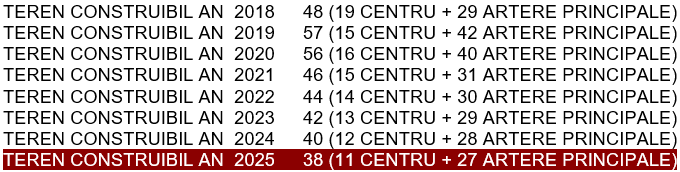 TEREN CONSTRUIBIL AN 2018 48 (19 CENTRU + 29 ARTERE PRINCIPALE)
TEREN CONSTRUIBIL AN 2019 57 (15 CENTRU + 42 ARTERE PRINCIPALE)
TEREN CONSTRUIBIL AN 2020 56 (16 CENTRU + 40 ARTERE PRINCIPALE)
TEREN CONSTRUIBIL AN 2021 46 (15 CENTRU + 31 ARTERE PRINCIPALE)
TEREN CONSTRUIBIL AN 2022 44 (14 CENTRU + 30 ARTERE PRINCIPALE)
TEREN CONSTRUIBIL AN 2023 42 (13 CENTRU + 29 ARTERE PRINCIPALE)
TEREN CONSTRUIBIL AN 2024 40 (12 CENTRU + 28 ARTERE PRINCIPALE)
TEREN CONSTRUIBIL AN 2025 38 (11 CENTRU + 27 ARTERE PRINCIPALE)